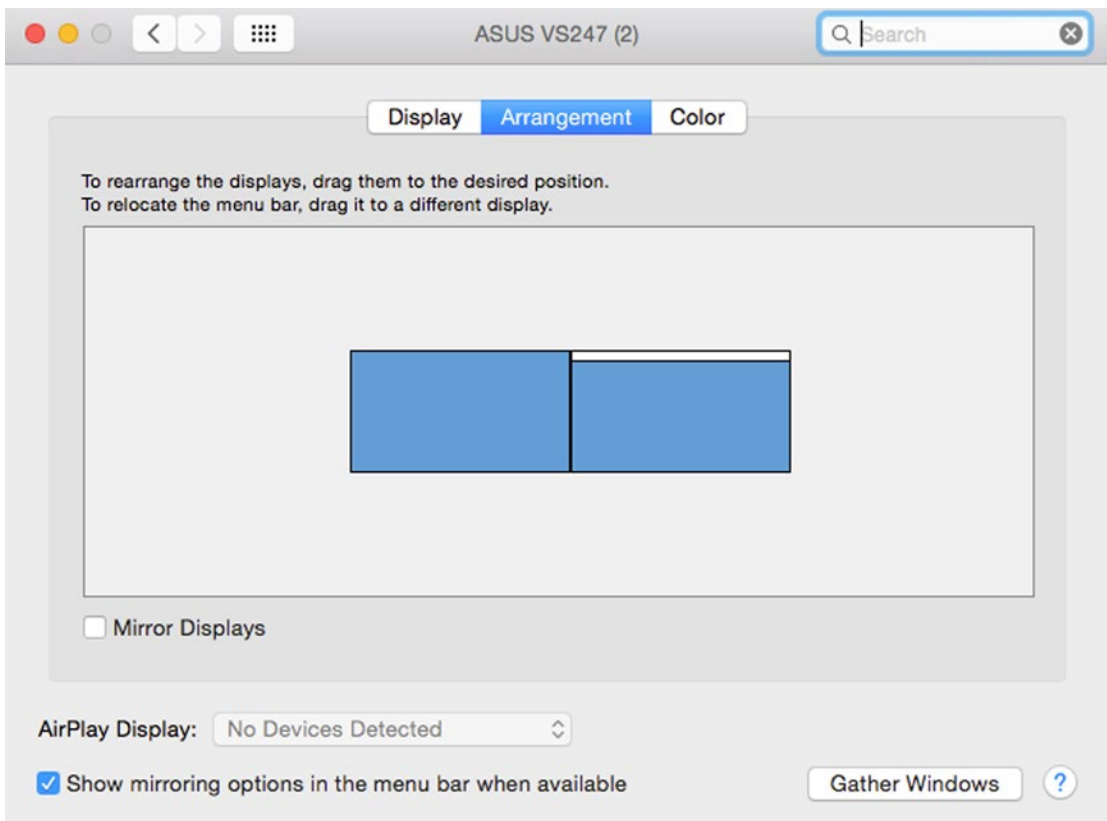 ASUS VS247 (2)
Search
Display Arrangement Color
To rearrange the displays, drag them to the desired position.
To relocate the menu bar, drag it to a different display.
Mirror Displays
AirPlay Display: No Devices Detected
Show mirroring options in the menu bar when available
Gather Windows ?